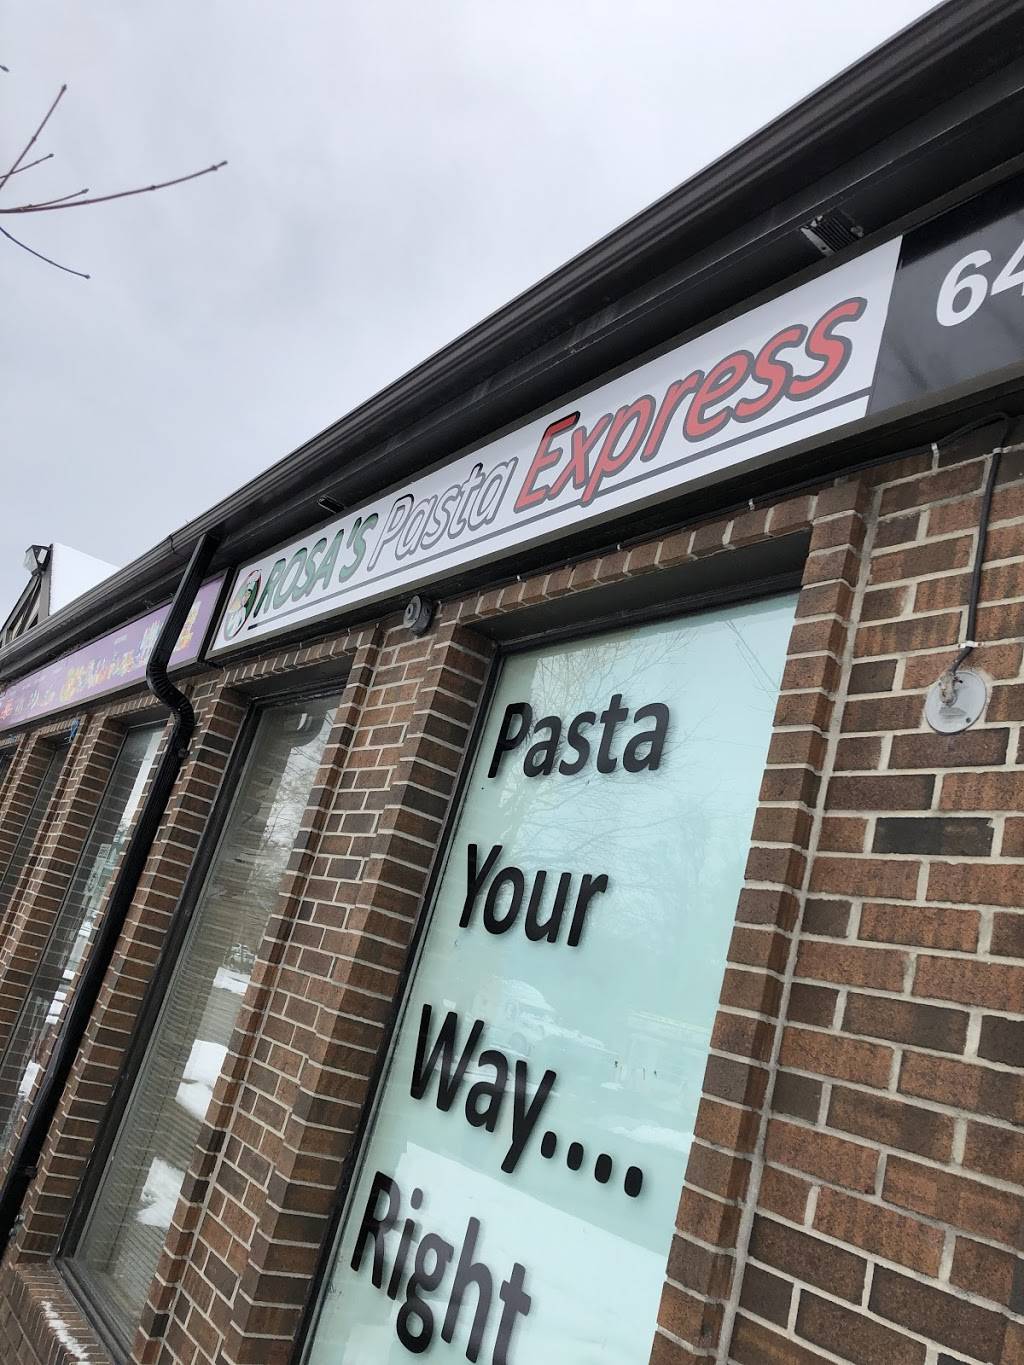 ROSA'S Pasta Express
64
Pasta
Your
Way....
Right